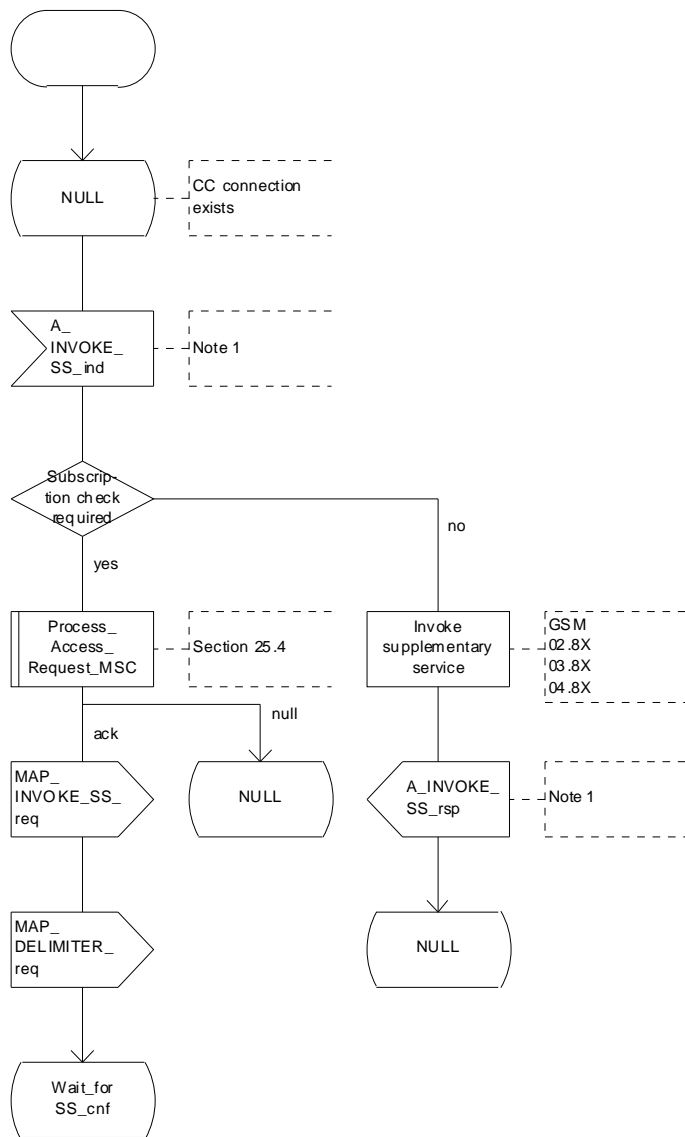 NULL
CC connection
exists
A_
INVOKE_
SS_ind
Note 1
Subscrip-
tion check
required
no
yes
Process_
Access_
Request_MSC
Section 25.4
Invoke
supplementary
service
GSM
02.8X
03.8X
04.8X
null
ack
MAP_
INVOKE_SS_
req
NULL
A_INVOKE_
SS_rsp
Note 1
MAP_
DELIMITER_
req
NULL
Wait_for
SS_cnf